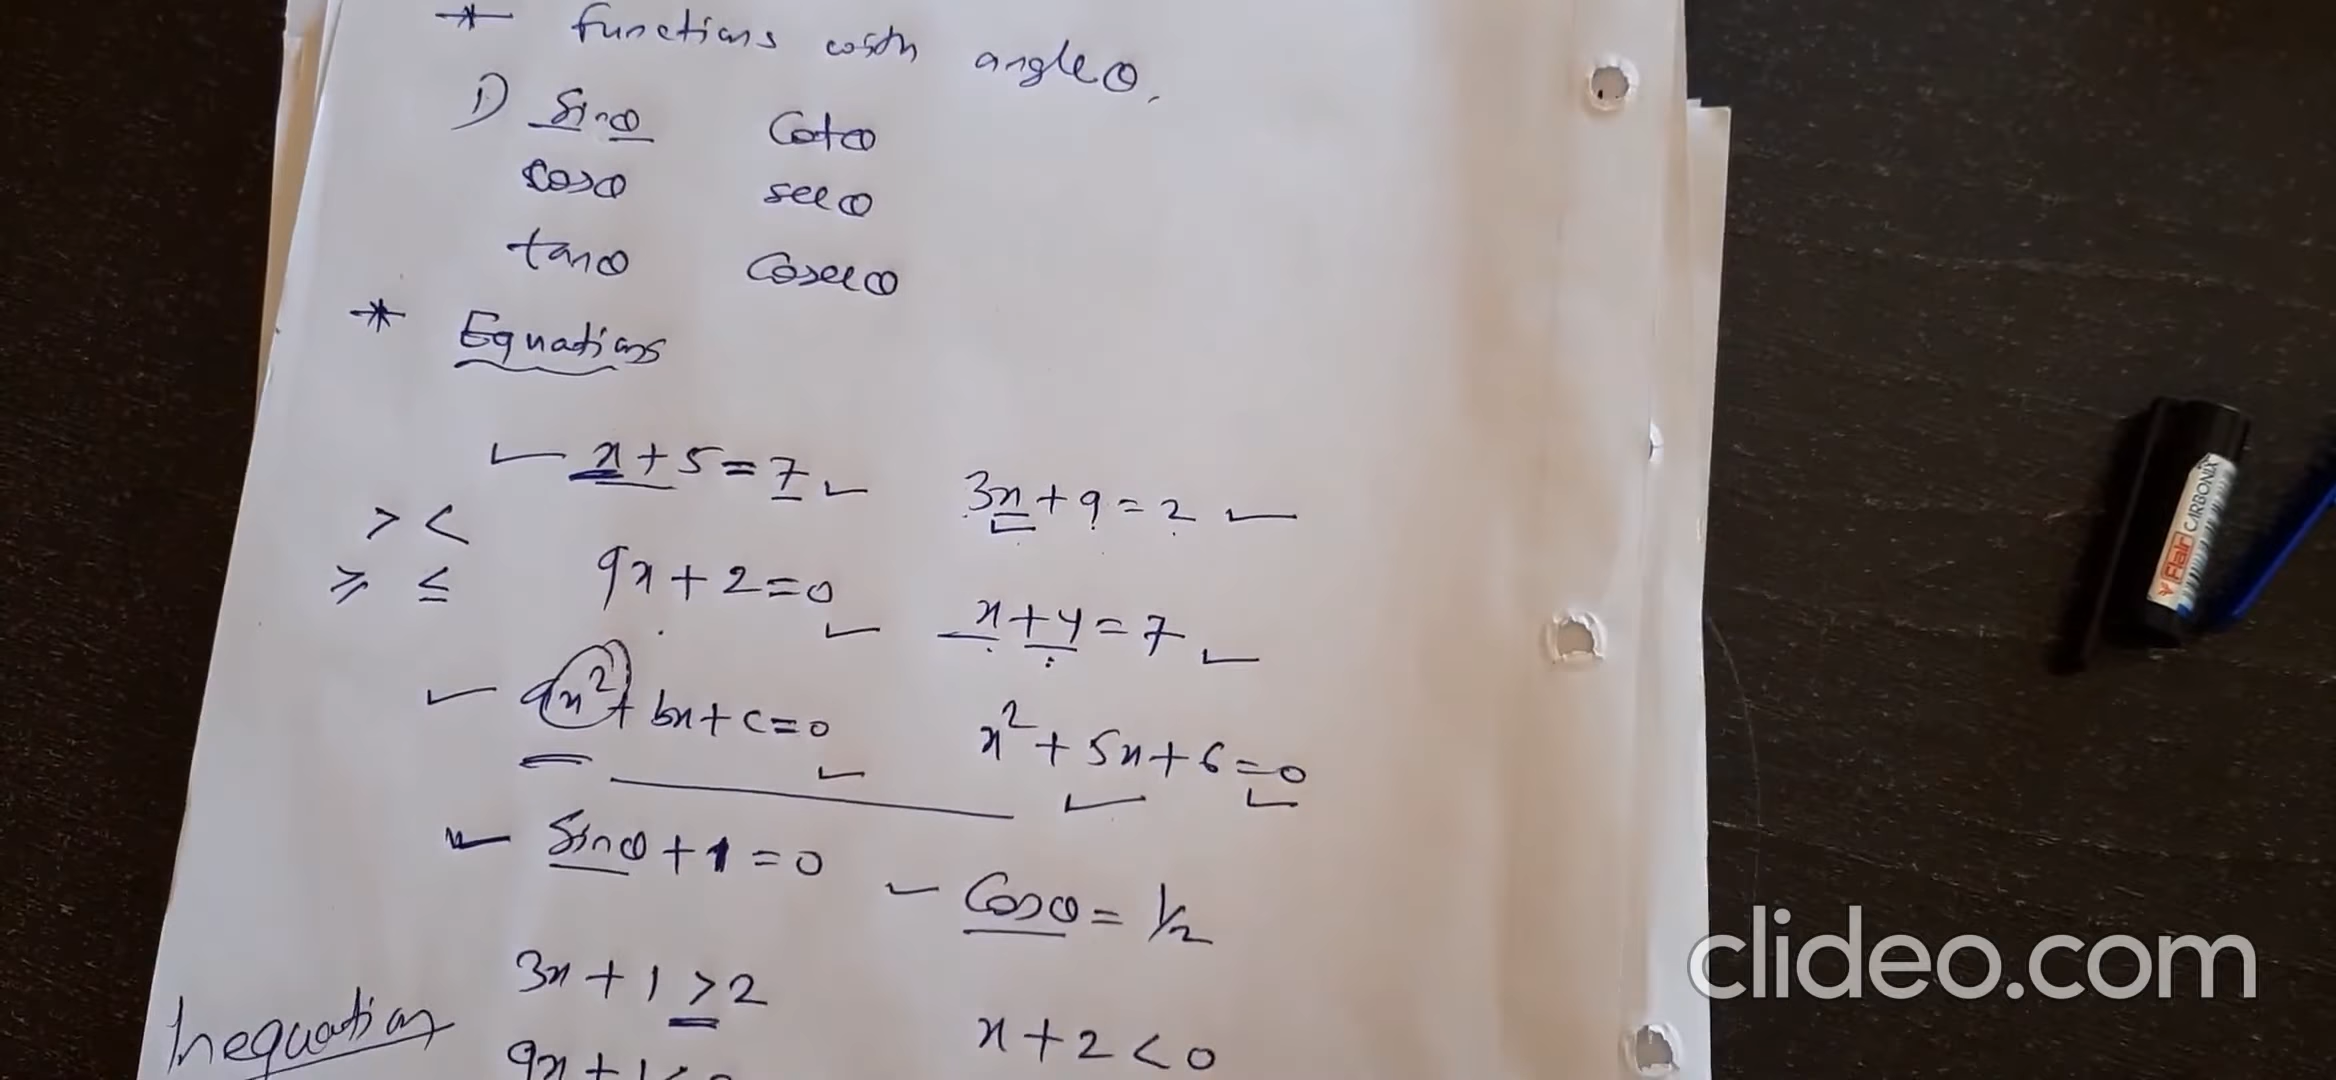 * Functions with angle θ,
1) Sinθ Cotθ
Cosθ secθ
tanθ Cosecθ
* Equations
x + 5 = 7 3x + 9 = 2
> <
≥ ≤ 9x + 2 = 0 x + y = 7
ax² + bx + c = 0 x² + 5x + 6 = 0
Sinθ + 1 = 0 Cosθ = 1/2
3x + 1 > 2
Inequation x + 2 < 0
9x + 1 <
Flair CARBONIX
clideo.com